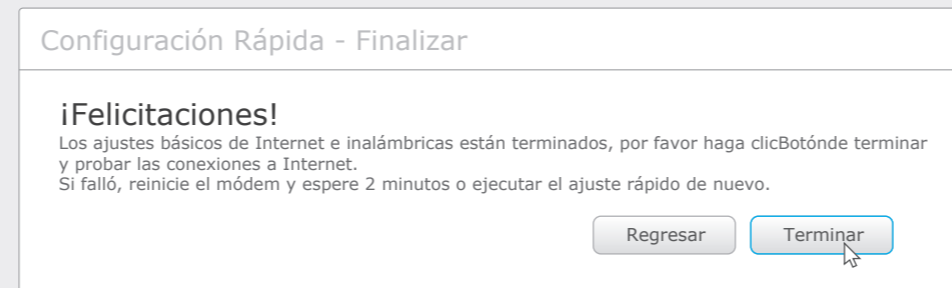 Configuración Rápida - Finalizar
¡Felicitaciones!
Los ajustes básicos de Internet e inalámbricas están terminados, por favor haga clicBotónde terminar
y probar las conexiones a Internet.
Si falló, reinicie el módem y espere 2 minutos o ejecutar el ajuste rápido de nuevo.
Regresar Terminar